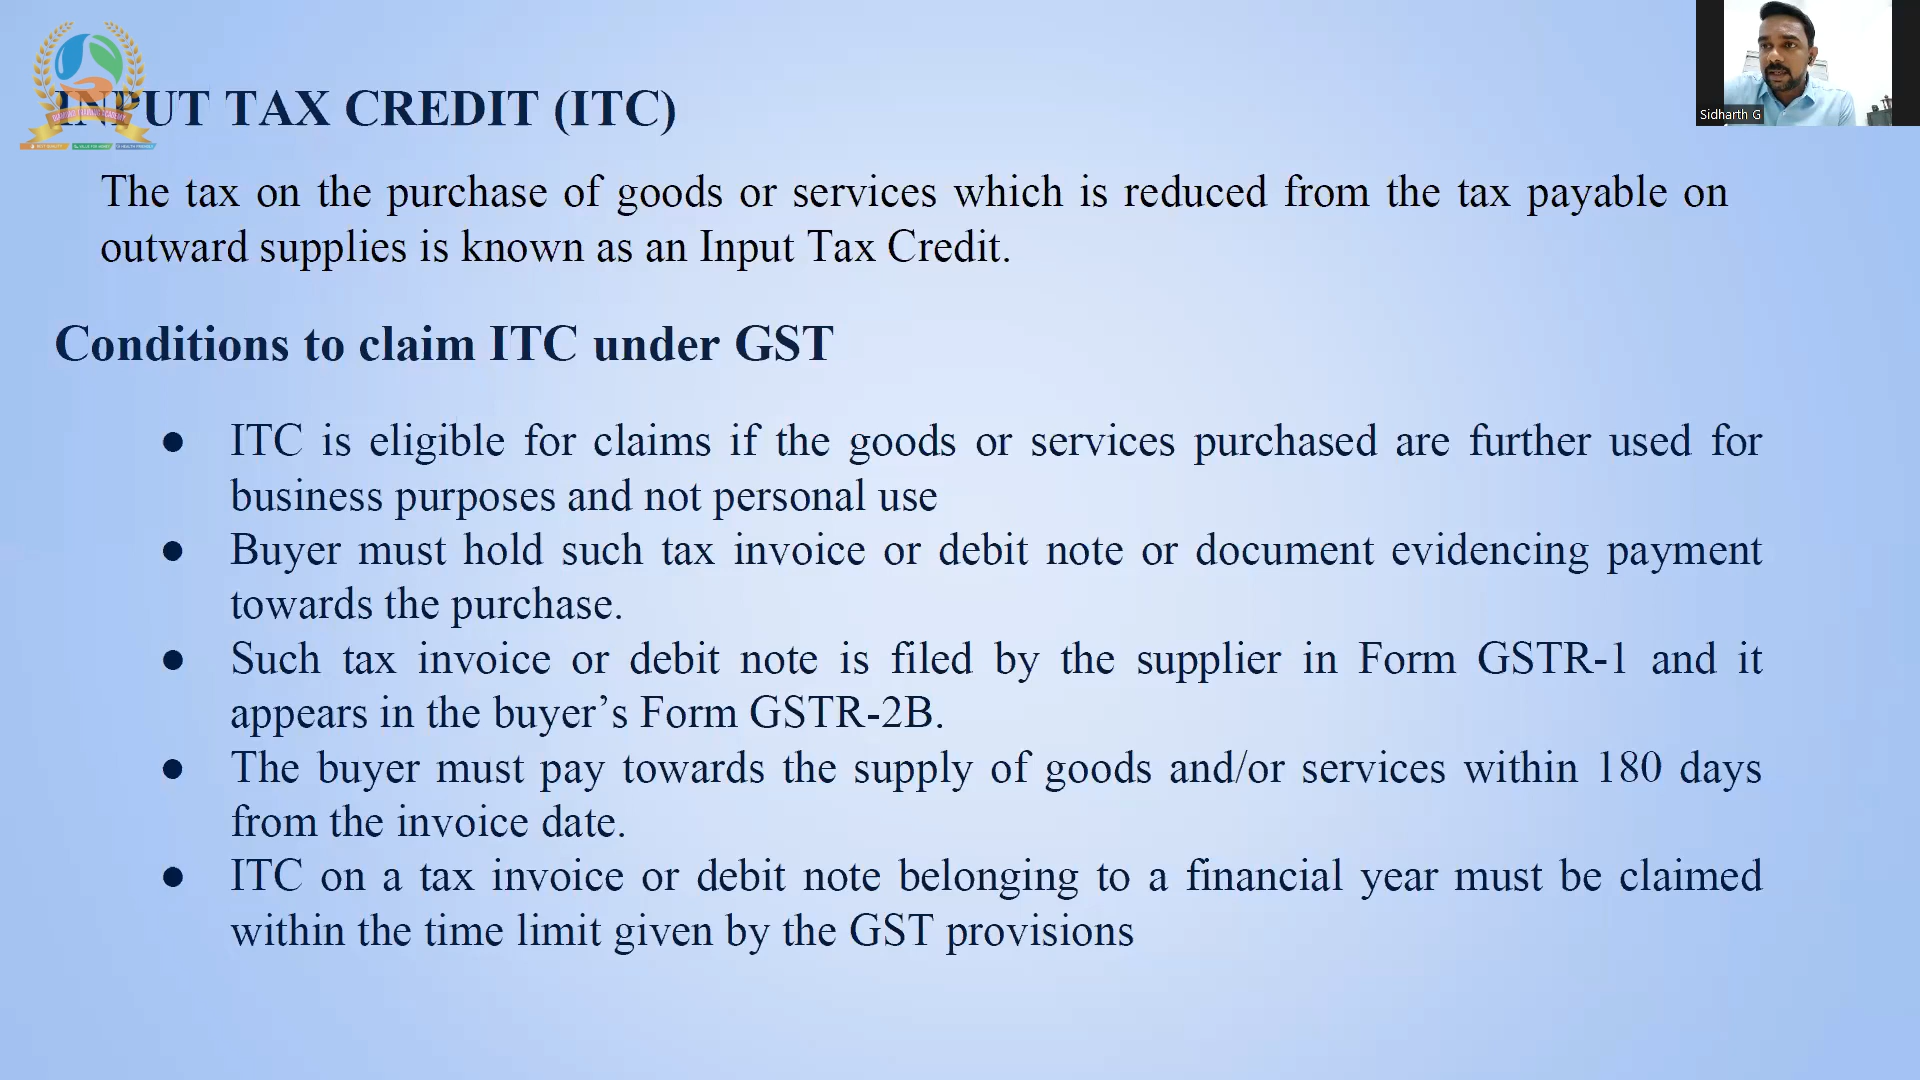 INPUT TAX CREDIT (ITC)
Sidharth G
The tax on the purchase of goods or services which is reduced from the tax payable on
outward supplies is known as an Input Tax Credit.
Conditions to claim ITC under GST
● ITC is eligible for claims if the goods or services purchased are further used for
business purposes and not personal use
● Buyer must hold such tax invoice or debit note or document evidencing payment
towards the purchase.
● Such tax invoice or debit note is filed by the supplier in Form GSTR-1 and it
appears in the buyer’s Form GSTR-2B.
● The buyer must pay towards the supply of goods and/or services within 180 days
from the invoice date.
● ITC on a tax invoice or debit note belonging to a financial year must be claimed
within the time limit given by the GST provisions